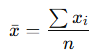 x̄ = ∑ xᵢ / n